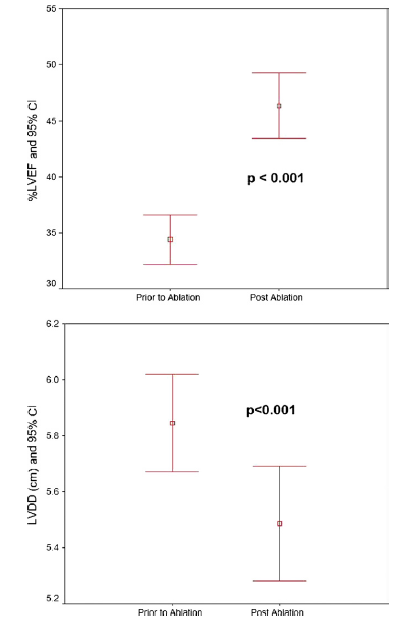 55
50
45
40
35
30
%LVEF and 95% CI
p < 0.001
Prior to Ablation
Post Ablation
6.2
6.0
5.8
5.6
5.4
5.2
LVDD (cm) and 95% CI
p<0.001
Prior to Ablation
Post Ablation